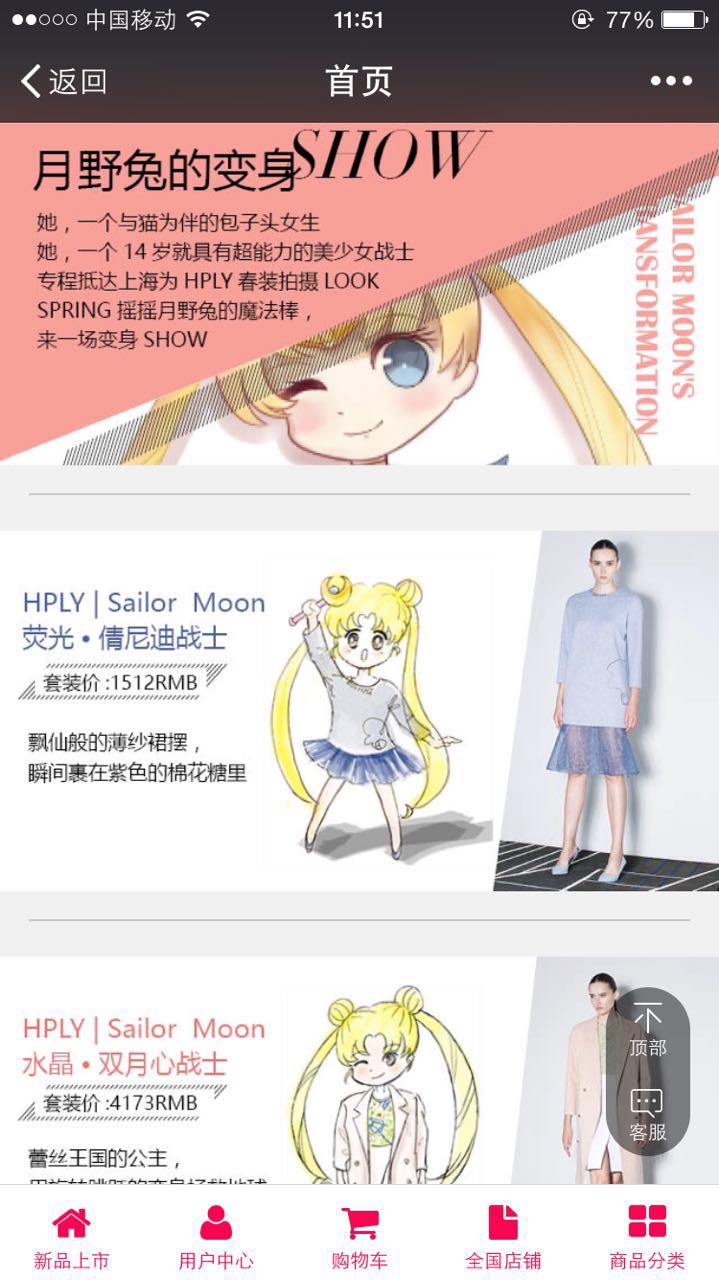 中国移动
11:51
77%
返回
首页
月野兔的变身SHOW
她，一个与猫为伴的包子头女生
她，一个 14 岁就具有超能力的美少女战士
专程抵达上海为 HPLY 春装拍摄 LOOK
SPRING 摇摇月野兔的魔法棒，
来一场变身 SHOW
AILOR MOON'S
ANSFORMATION
HPLY | Sailor Moon
荧光 • 倩尼迪战士
套装价 :1512RMB
飘仙般的薄纱裙摆，
瞬间裹在紫色的棉花糖里
HPLY | Sailor Moon
水晶 • 双月心战士
套装价 :4173RMB
蕾丝王国的公主，
顶部
客服
新品上市
用户中心
购物车
全国店铺
商品分类